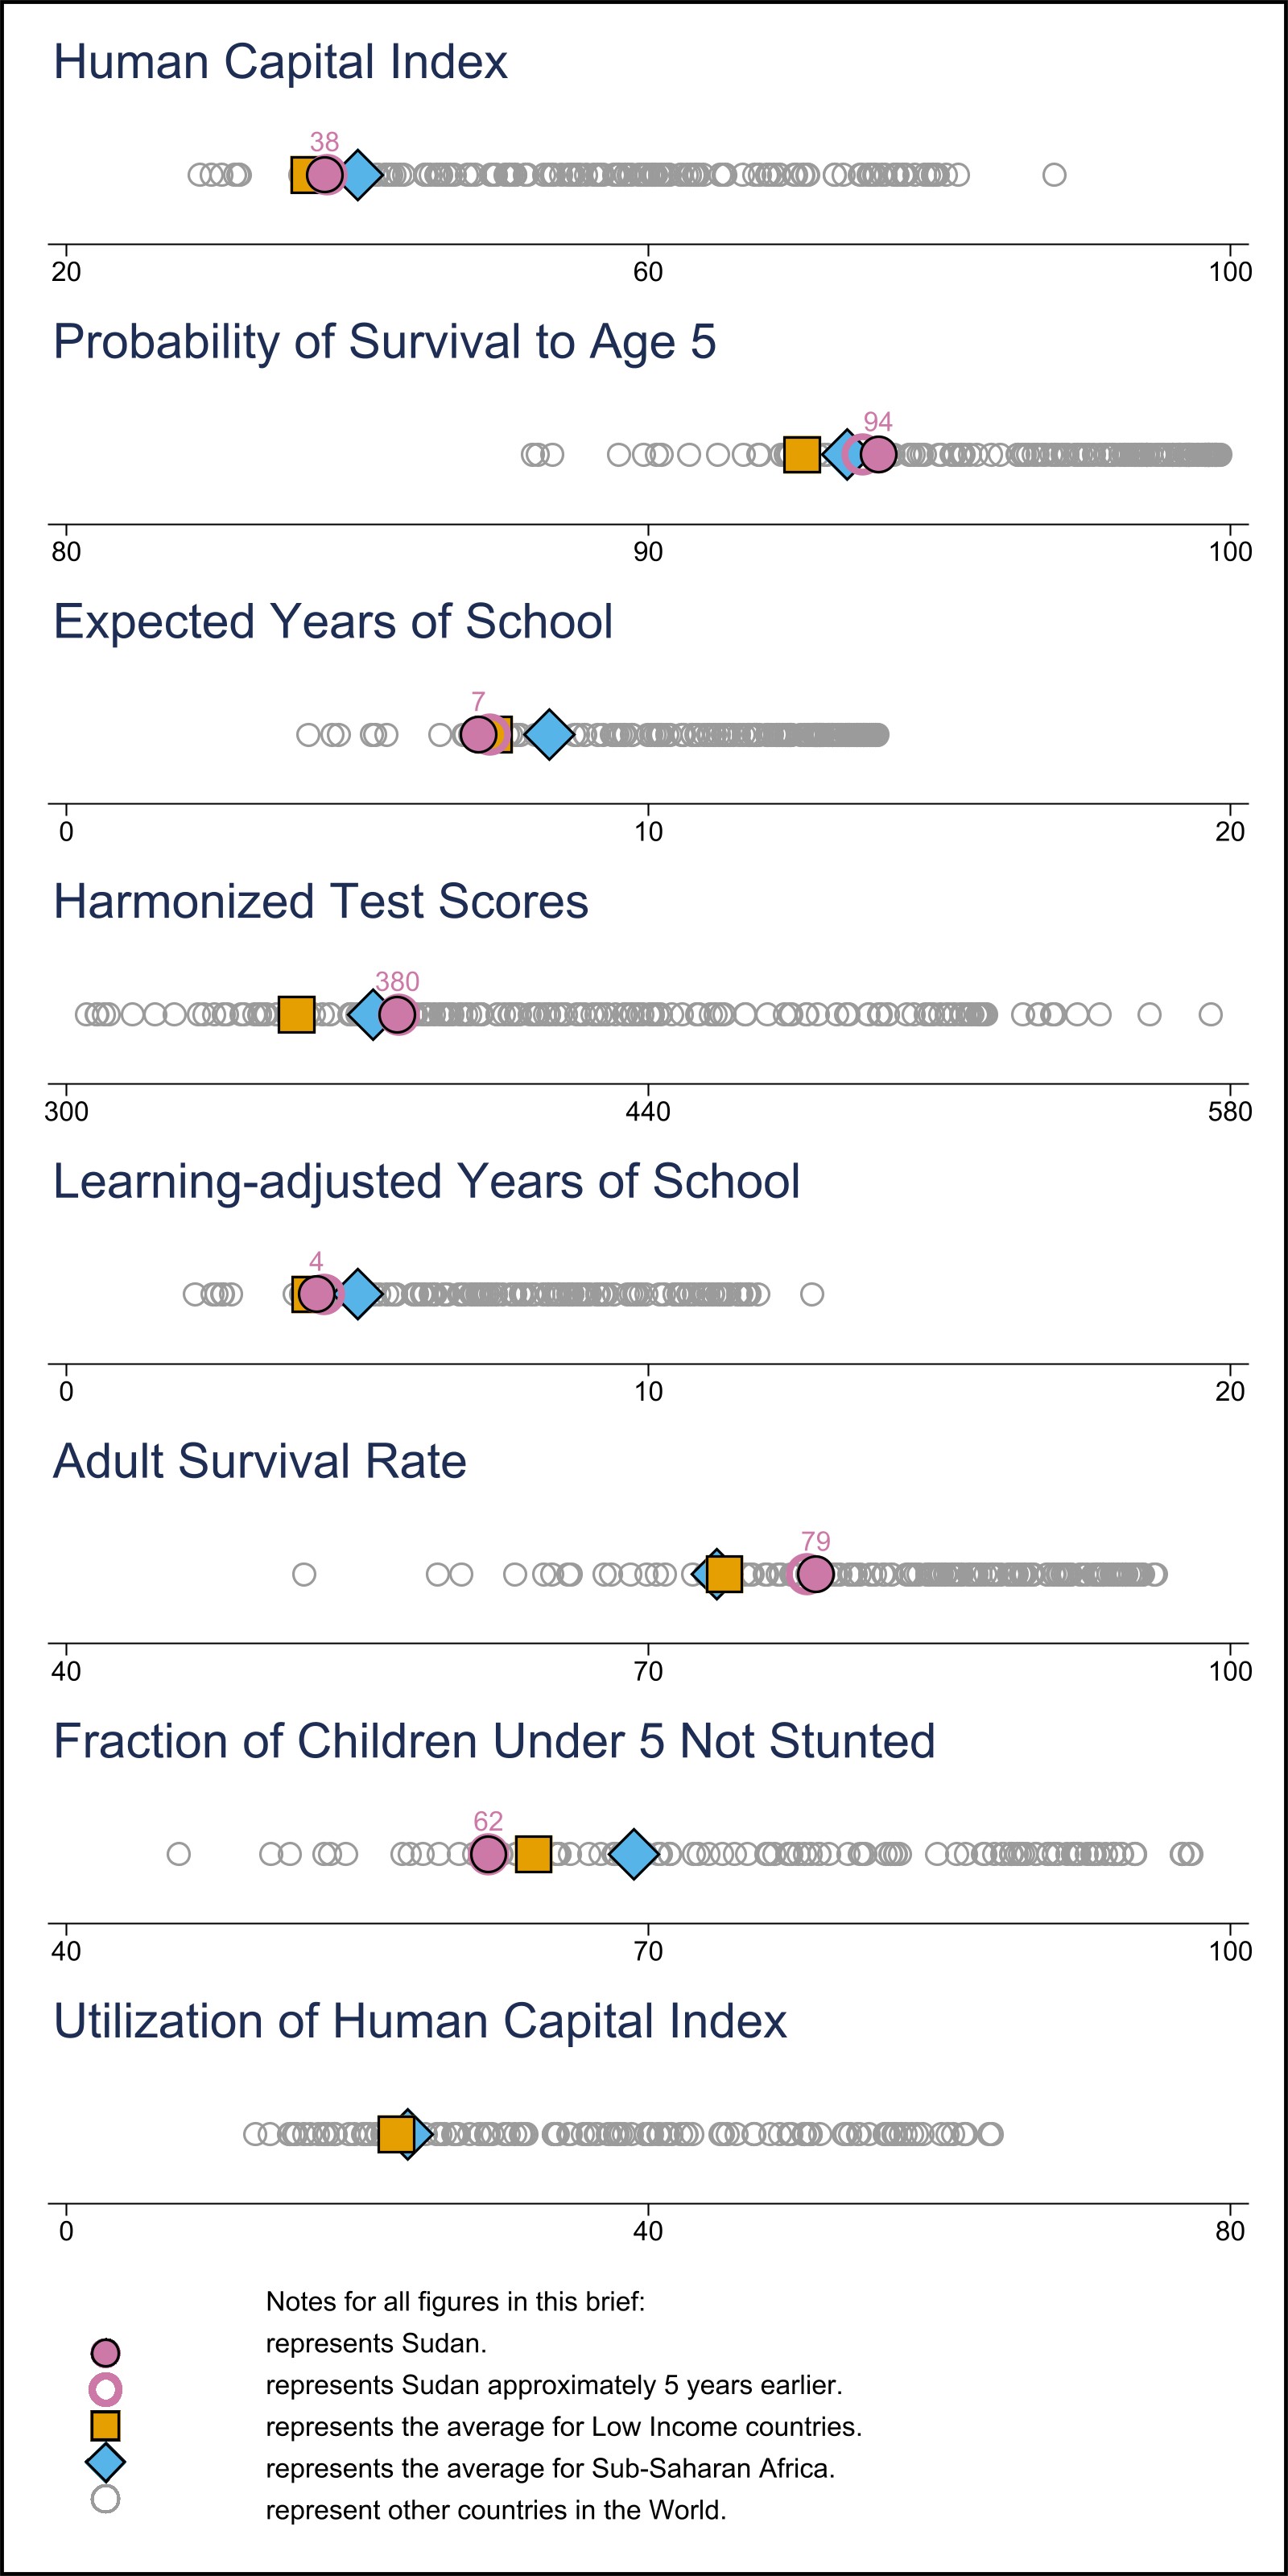 Human Capital Index
38
20 60 100
Probability of Survival to Age 5
94
80 90 100
Expected Years of School
7
0 10 20
Harmonized Test Scores
380
300 440 580
Learning-adjusted Years of School
4
0 10 20
Adult Survival Rate
79
40 70 100
Fraction of Children Under 5 Not Stunted
62
40 70 100
Utilization of Human Capital Index
0 40 80
Notes for all figures in this brief:
represents Sudan.
represents Sudan approximately 5 years earlier.
represents the average for Low Income countries.
represents the average for Sub-Saharan Africa.
represent other countries in the World.